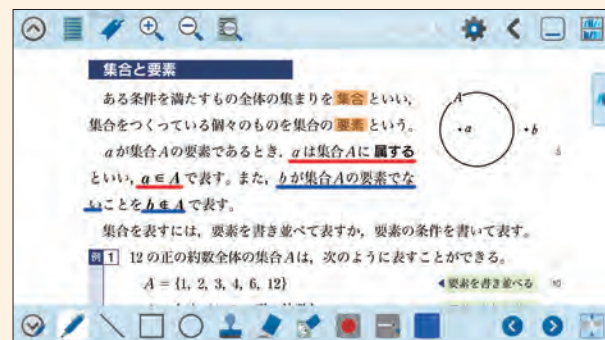 集合と要素
ある条件を満たすもの全体の集まりを 集合 といい,
集合をつくっている個々のものを集合の 要素 という。
aが集合Aの要素であるとき, aは集合Aに 属する
といい, a∈A で表す。また, bが集合Aの要素でな
いことを b∉A で表す。
集合を表すには, 要素を書き並べて表すか, 要素の条件を書いて表す。
例 1 12 の正の約数全体の集合Aは, 次のように表すことができる。
A = {1, 2, 3, 4, 6, 12}
◀要素を書き並べる
10
A
a
b
5